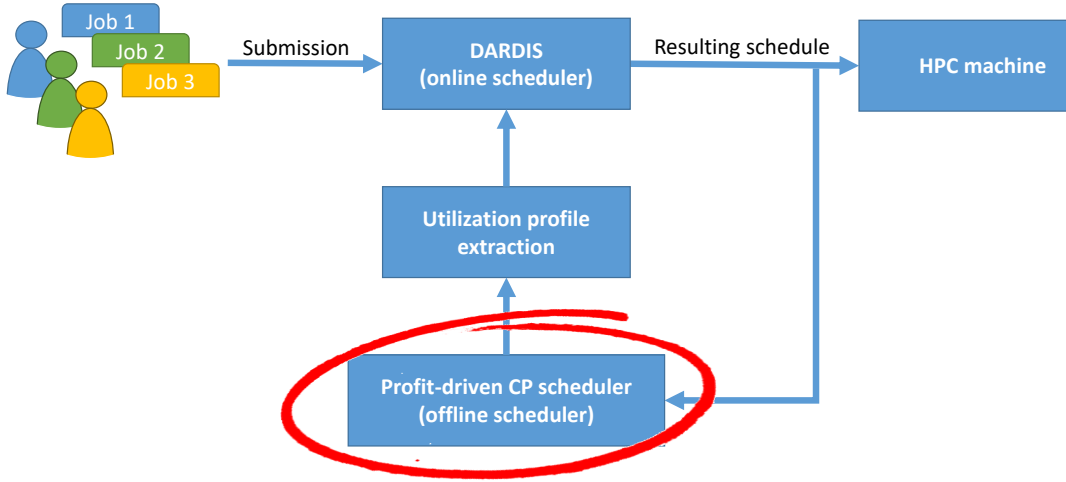 Job 1
Job 2
Job 3
Submission
DARDIS
(online scheduler)
Resulting schedule
HPC machine
Utilization profile
extraction
Profit-driven CP scheduler
(offline scheduler)